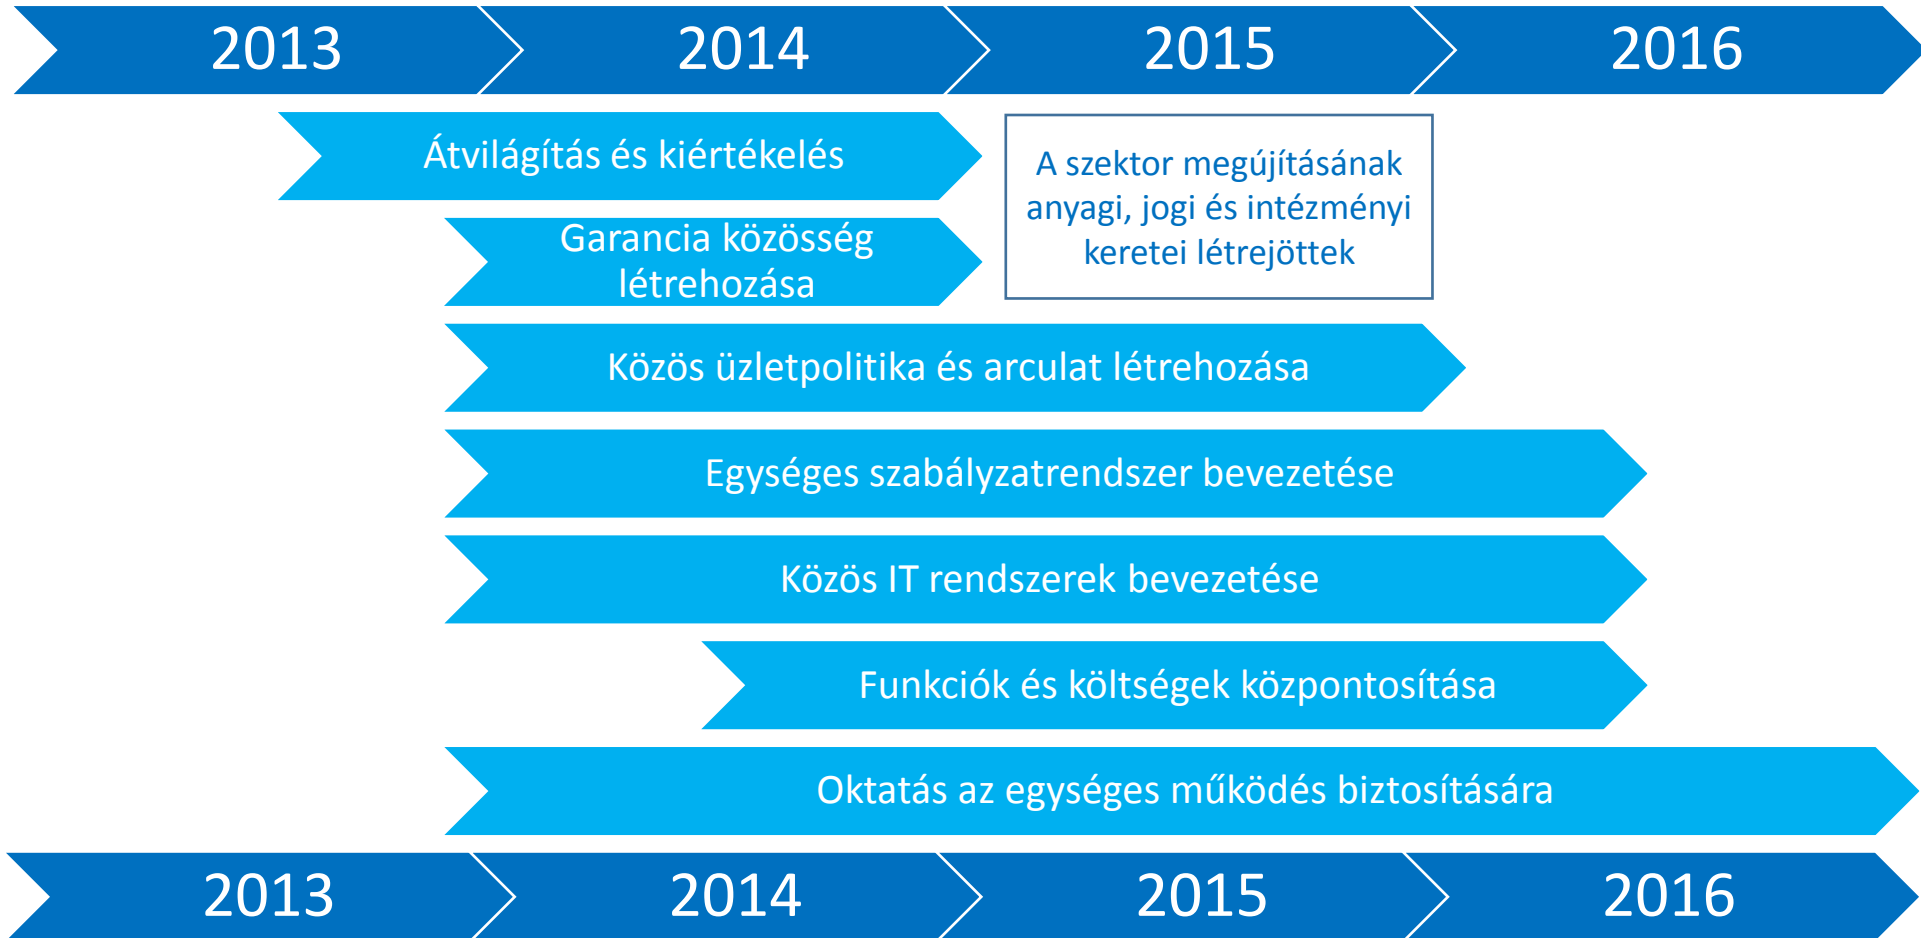 2013 2014 2015 2016
Átvilágítás és kiértékelés
A szektor megújításának
anyagi, jogi és intézményi
keretei létrejöttek
Garancia közösség
létrehozása
Közös üzletpolitika és arculat létrehozása
Egységes szabályzatrendszer bevezetése
Közös IT rendszerek bevezetése
Funkciók és költségek központosítása
Oktatás az egységes működés biztosítására
2013 2014 2015 2016